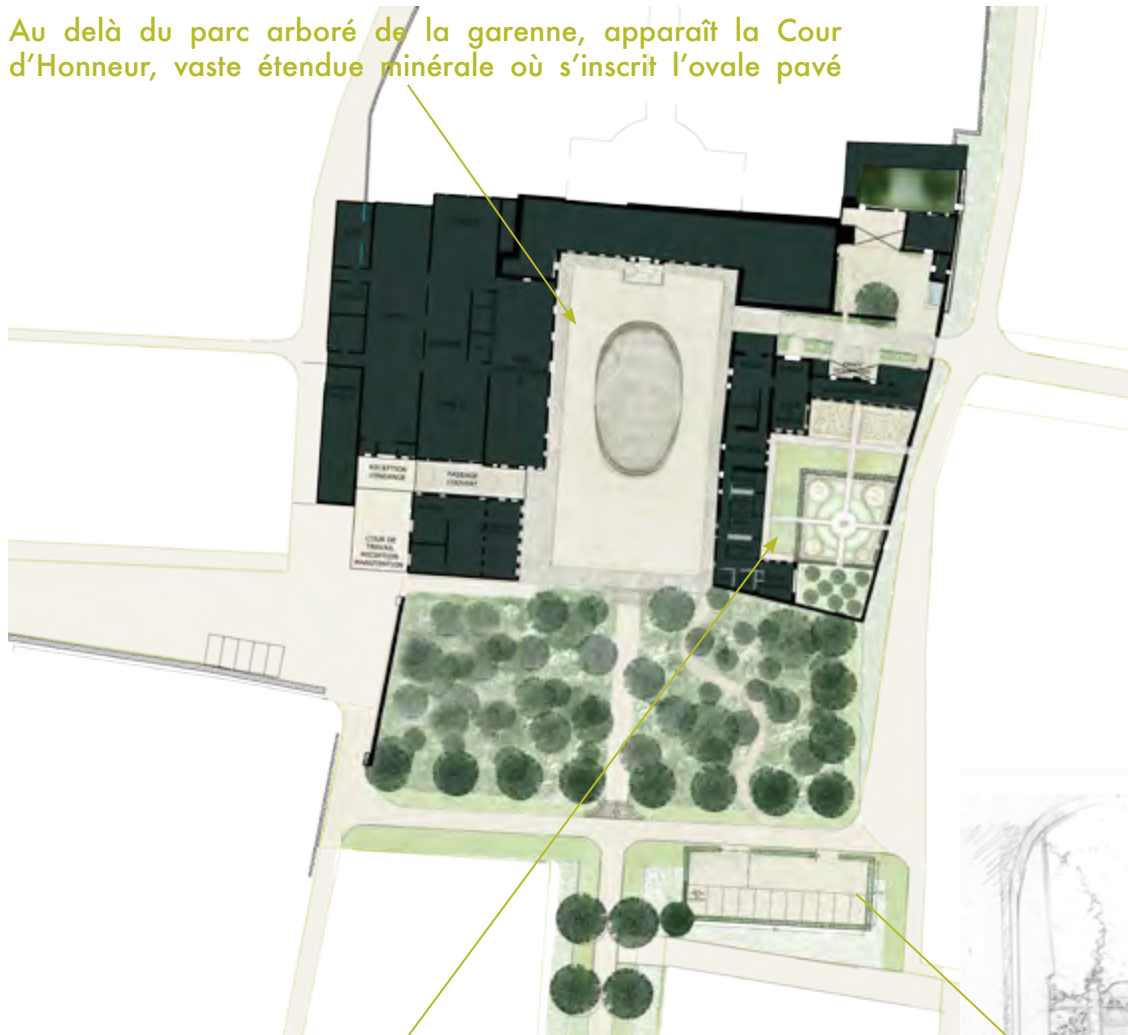 Au delà du parc arboré de la garenne, apparaît la Cour
d'Honneur, vaste étendue minérale où s'inscrit l'ovale pavé
RECEPTION
VENDANGE
PASSAGE
COUVERT
COUR DE
TRAVAIL
RECEPTION
MANUTENTION